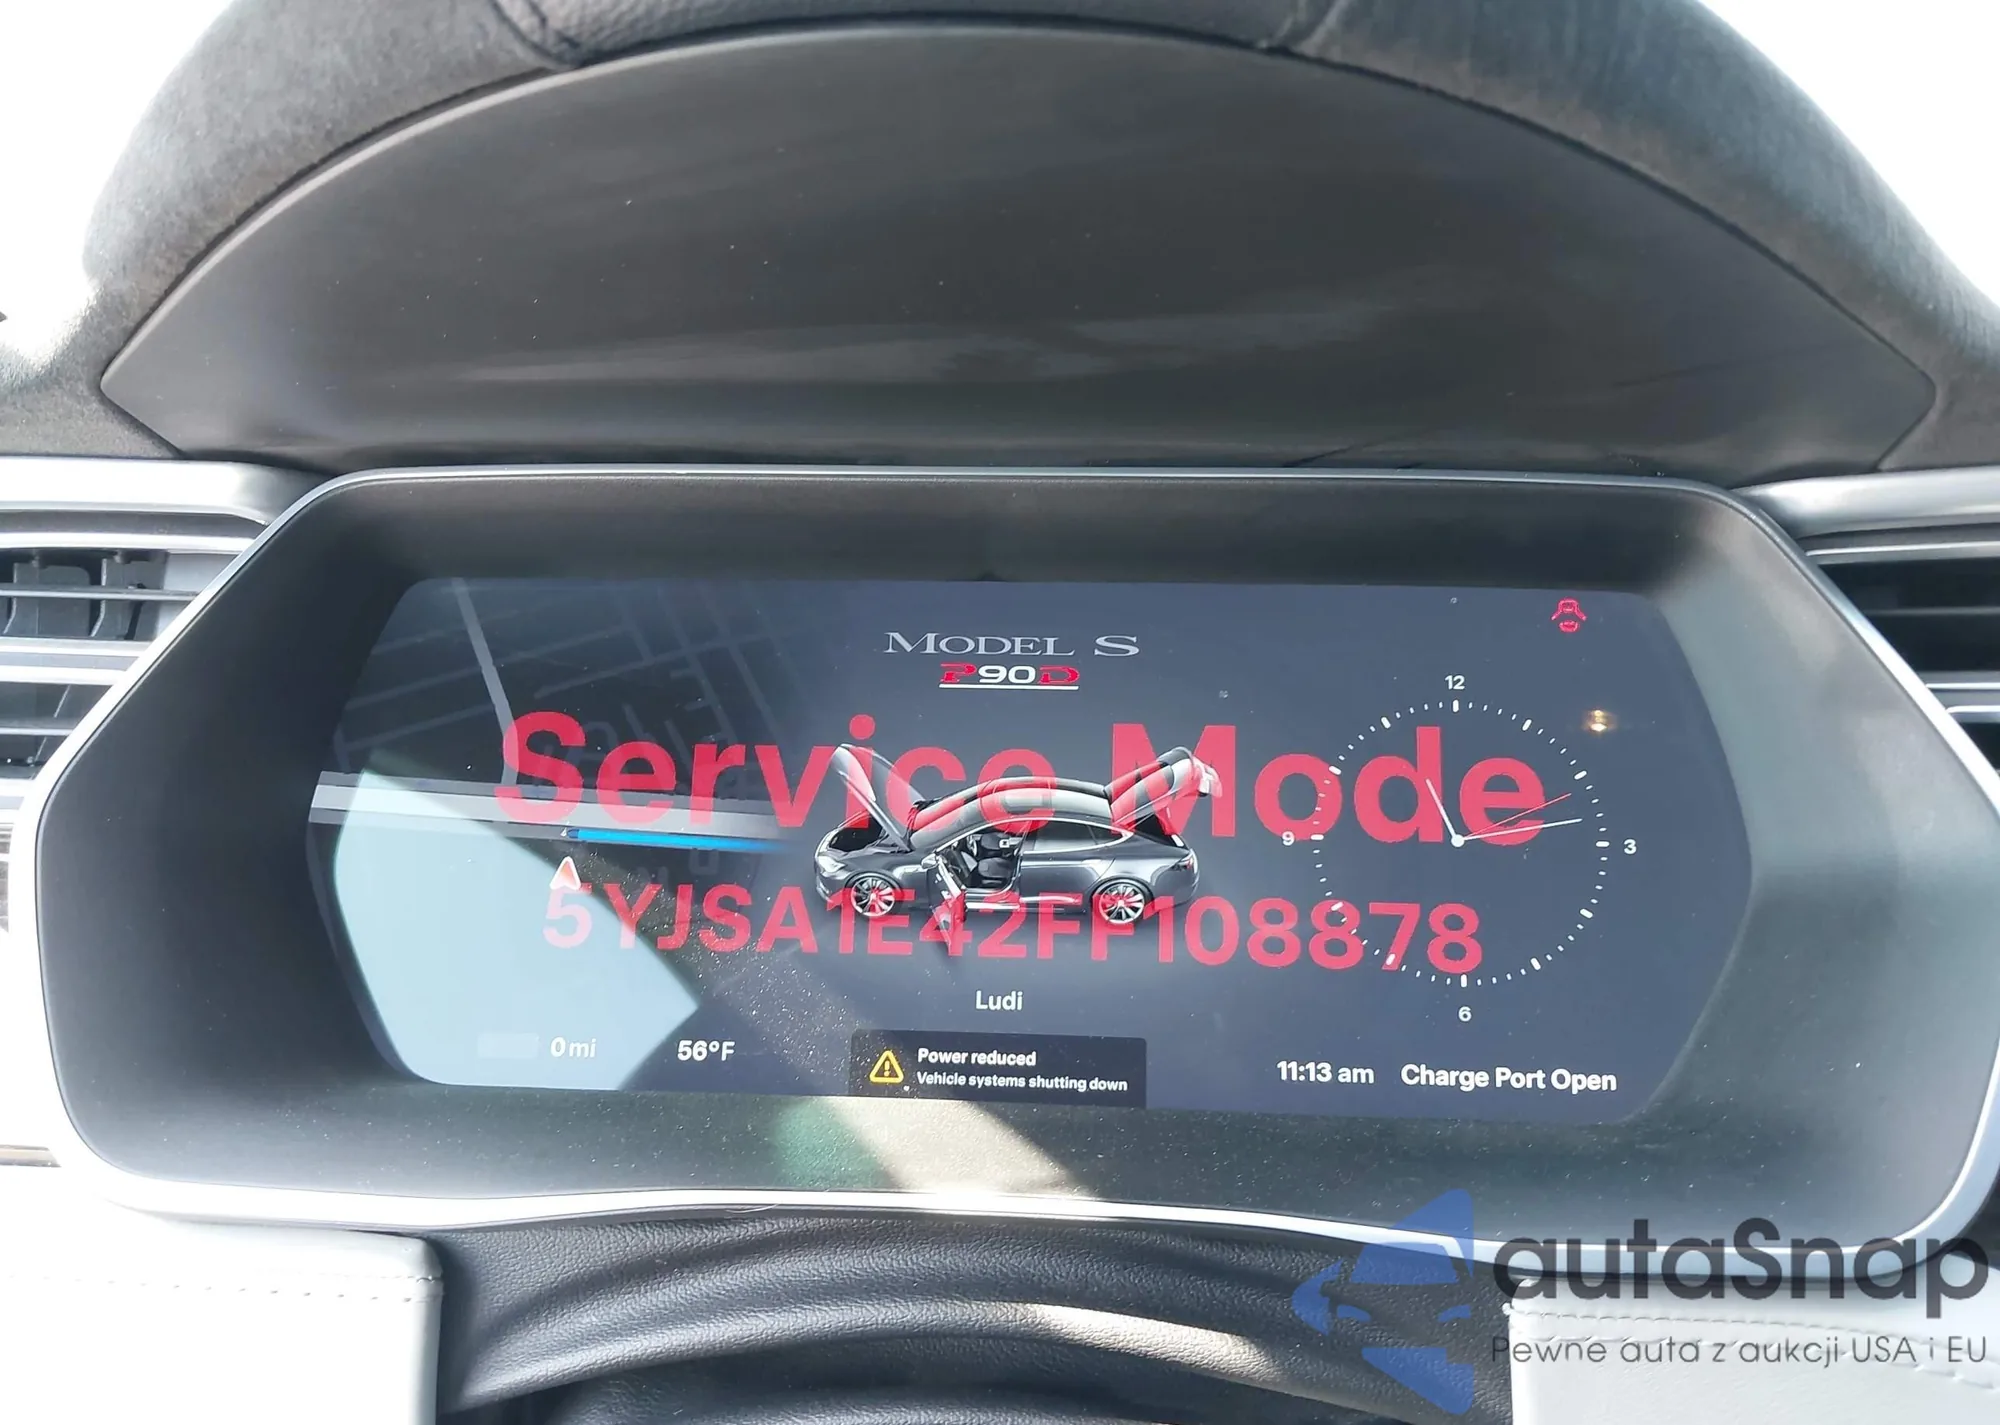 MODEL S
P90D
Service Mode
12
9
3
6
5YJSA1E42FF108878
Ludi
0 mi
56°F
Power reduced
Vehicle systems shutting down
11:13 am
Charge Port Open
autaSnap
Pewne auta z aukcji USA i EU